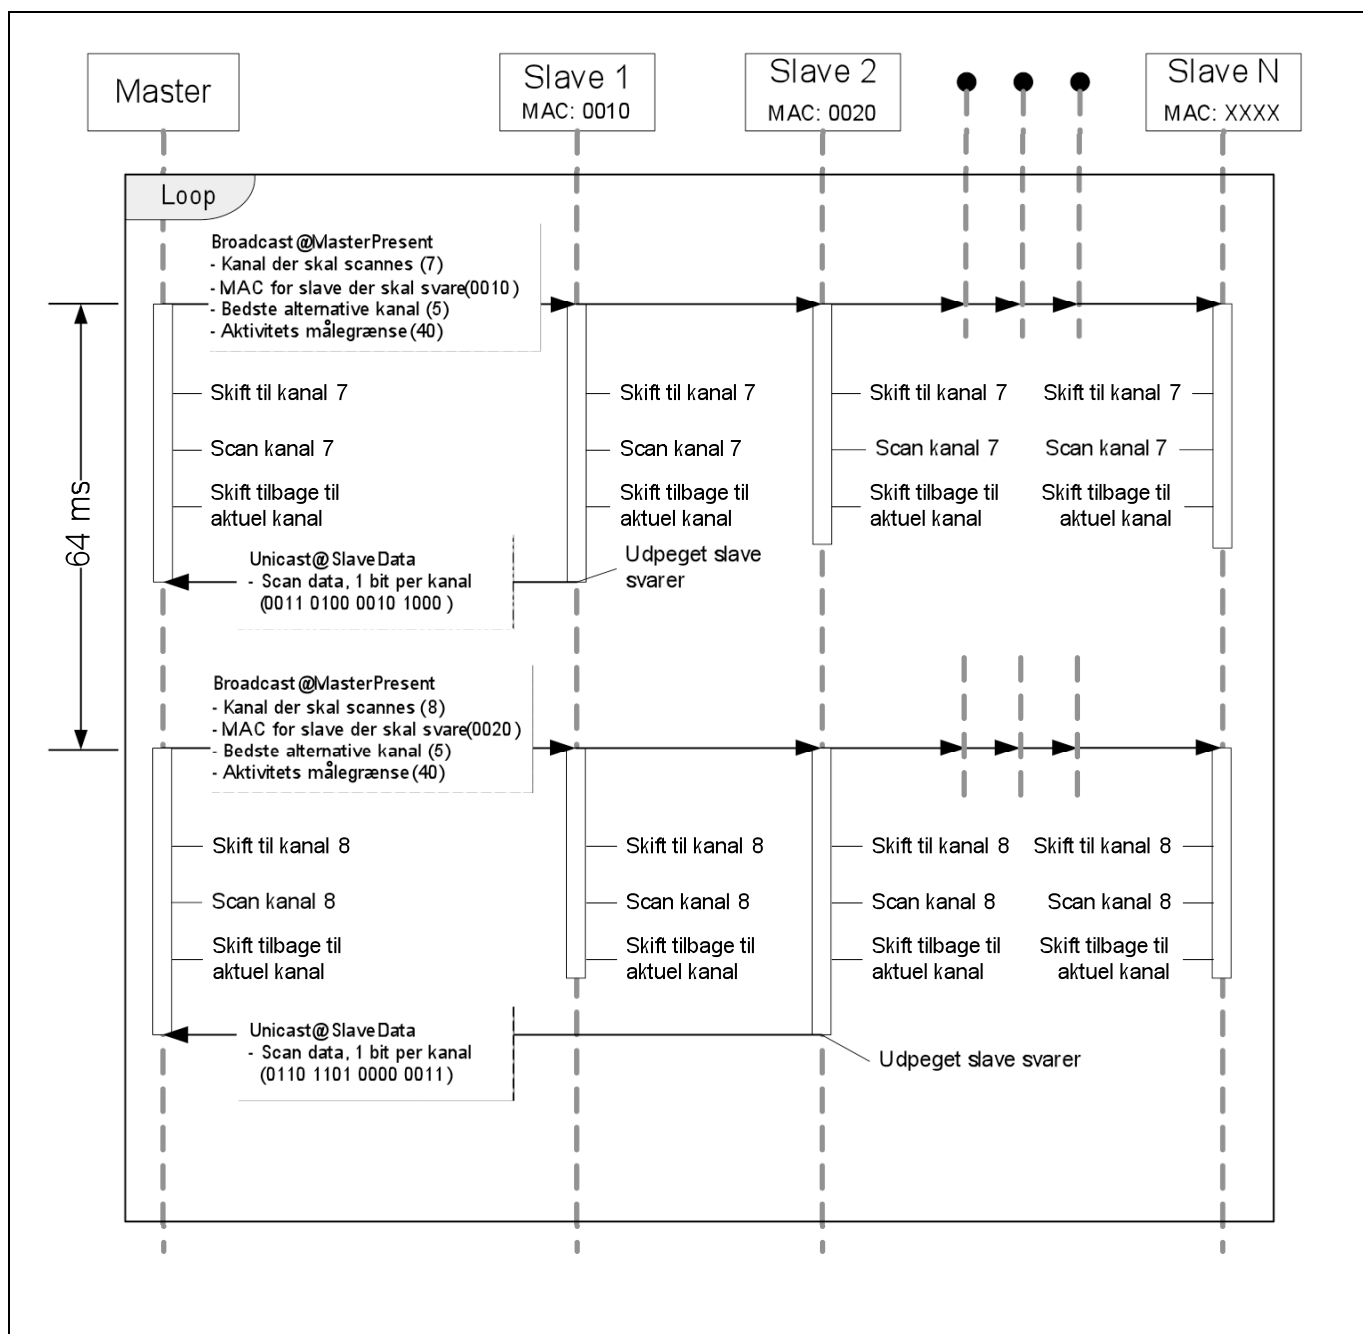 Master
Slave 1
MAC: 0010
Slave 2
MAC: 0020
Slave N
MAC: XXXX
Loop
Broadcast@MasterPresent
- Kanal der skal scannes (7)
- MAC for slave der skal svare(0010)
- Bedste alternative kanal (5)
- Aktivitets målegrænse (40)
64 ms
Skift til kanal 7
Skift til kanal 7
Skift til kanal 7
Skift til kanal 7
Scan kanal 7
Scan kanal 7
Scan kanal 7
Scan kanal 7
Skift tilbage til
aktuel kanal
Skift tilbage til
aktuel kanal
Skift tilbage til
aktuel kanal
Skift tilbage til
aktuel kanal
Unicast@SlaveData
- Scan data, 1 bit per kanal
(0011 0100 0010 1000 )
Udpeget slave
svarer
Broadcast@MasterPresent
- Kanal der skal scannes (8)
- MAC for slave der skal svare(0020)
- Bedste alternative kanal (5)
- Aktivitets målegrænse (40)
Skift til kanal 8
Skift til kanal 8
Skift til kanal 8
Skift til kanal 8
Scan kanal 8
Scan kanal 8
Scan kanal 8
Scan kanal 8
Skift tilbage til
aktuel kanal
Skift tilbage til
aktuel kanal
Skift tilbage til
aktuel kanal
Skift tilbage til
aktuel kanal
Unicast@SlaveData
- Scan data, 1 bit per kanal
(0110 1101 0000 0011)
Udpeget slave svarer